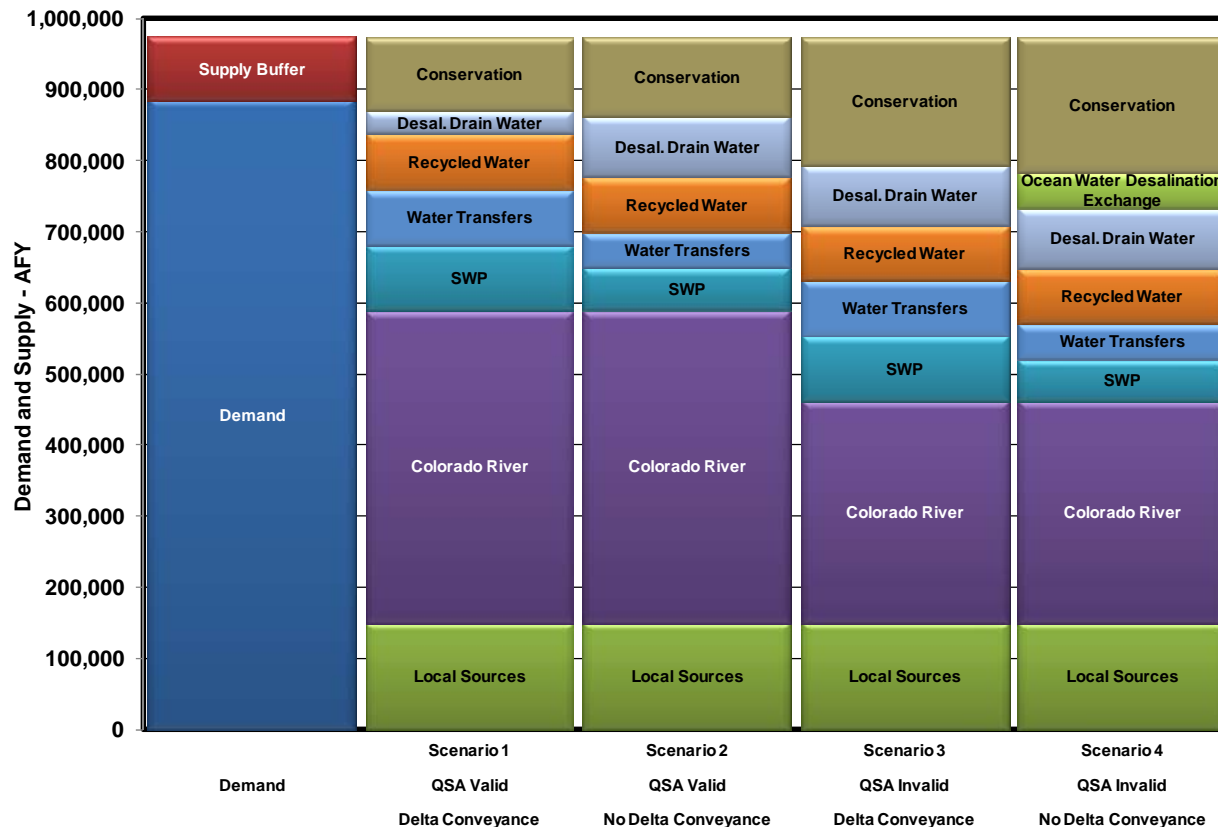 Demand and Supply - AFY
1,000,000
900,000
800,000
700,000
600,000
500,000
400,000
300,000
200,000
100,000
0
Supply Buffer
Demand
Conservation
Desal. Drain Water
Recycled Water
Water Transfers
SWP
Colorado River
Local Sources
Conservation
Desal. Drain Water
Recycled Water
Water Transfers
SWP
Colorado River
Local Sources
Conservation
Desal. Drain Water
Recycled Water
Water Transfers
SWP
Colorado River
Local Sources
Conservation
Ocean Water Desalination
Exchange
Desal. Drain Water
Recycled Water
Water Transfers
SWP
Colorado River
Local Sources
Demand
Scenario 1
QSA Valid
Delta Conveyance
Scenario 2
QSA Valid
No Delta Conveyance
Scenario 3
QSA Invalid
Delta Conveyance
Scenario 4
QSA Invalid
No Delta Conveyance